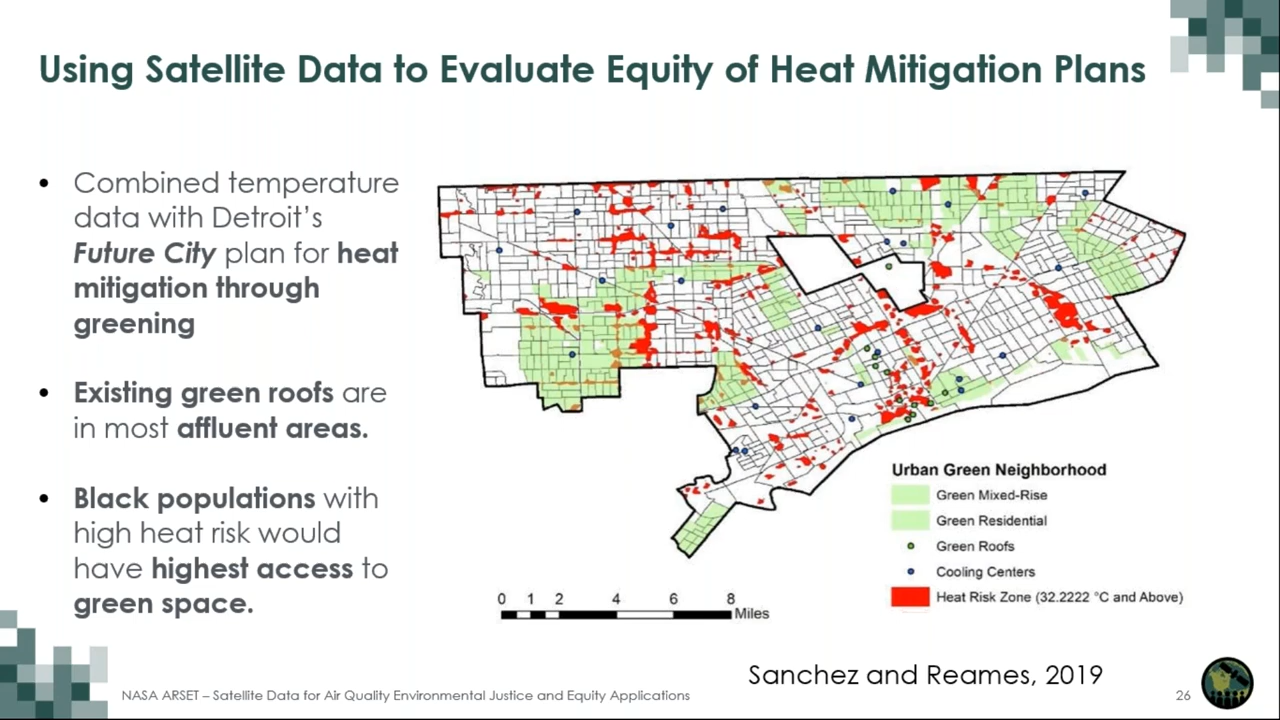 Using Satellite Data to Evaluate Equity of Heat Mitigation Plans
• Combined temperature
data with Detroit’s
Future City plan for heat
mitigation through
greening
• Existing green roofs are
in most affluent areas.
• Black populations with
high heat risk would
have highest access to
green space.
Urban Green Neighborhood
Green Mixed-Rise
Green Residential
Green Roofs
Cooling Centers
Heat Risk Zone (32.2222 °C and Above)
0 1 2 4 6 8
Miles
Sanchez and Reames, 2019
NASA ARSET – Satellite Data for Air Quality Environmental Justice and Equity Applications
26